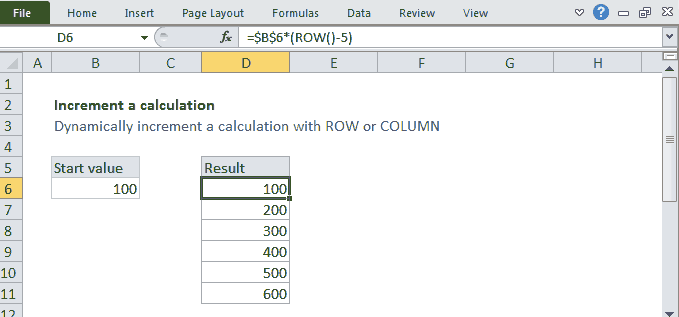 File Home Insert Page Layout Formulas Data Review View
D6 fx =$B$6*(ROW()-5)
A B C D E F G H
1
2 Increment a calculation
3 Dynamically increment a calculation with ROW or COLUMN
4
5 Start value Result
6 100 100
7 200
8 300
9 400
10 500
11 600
12